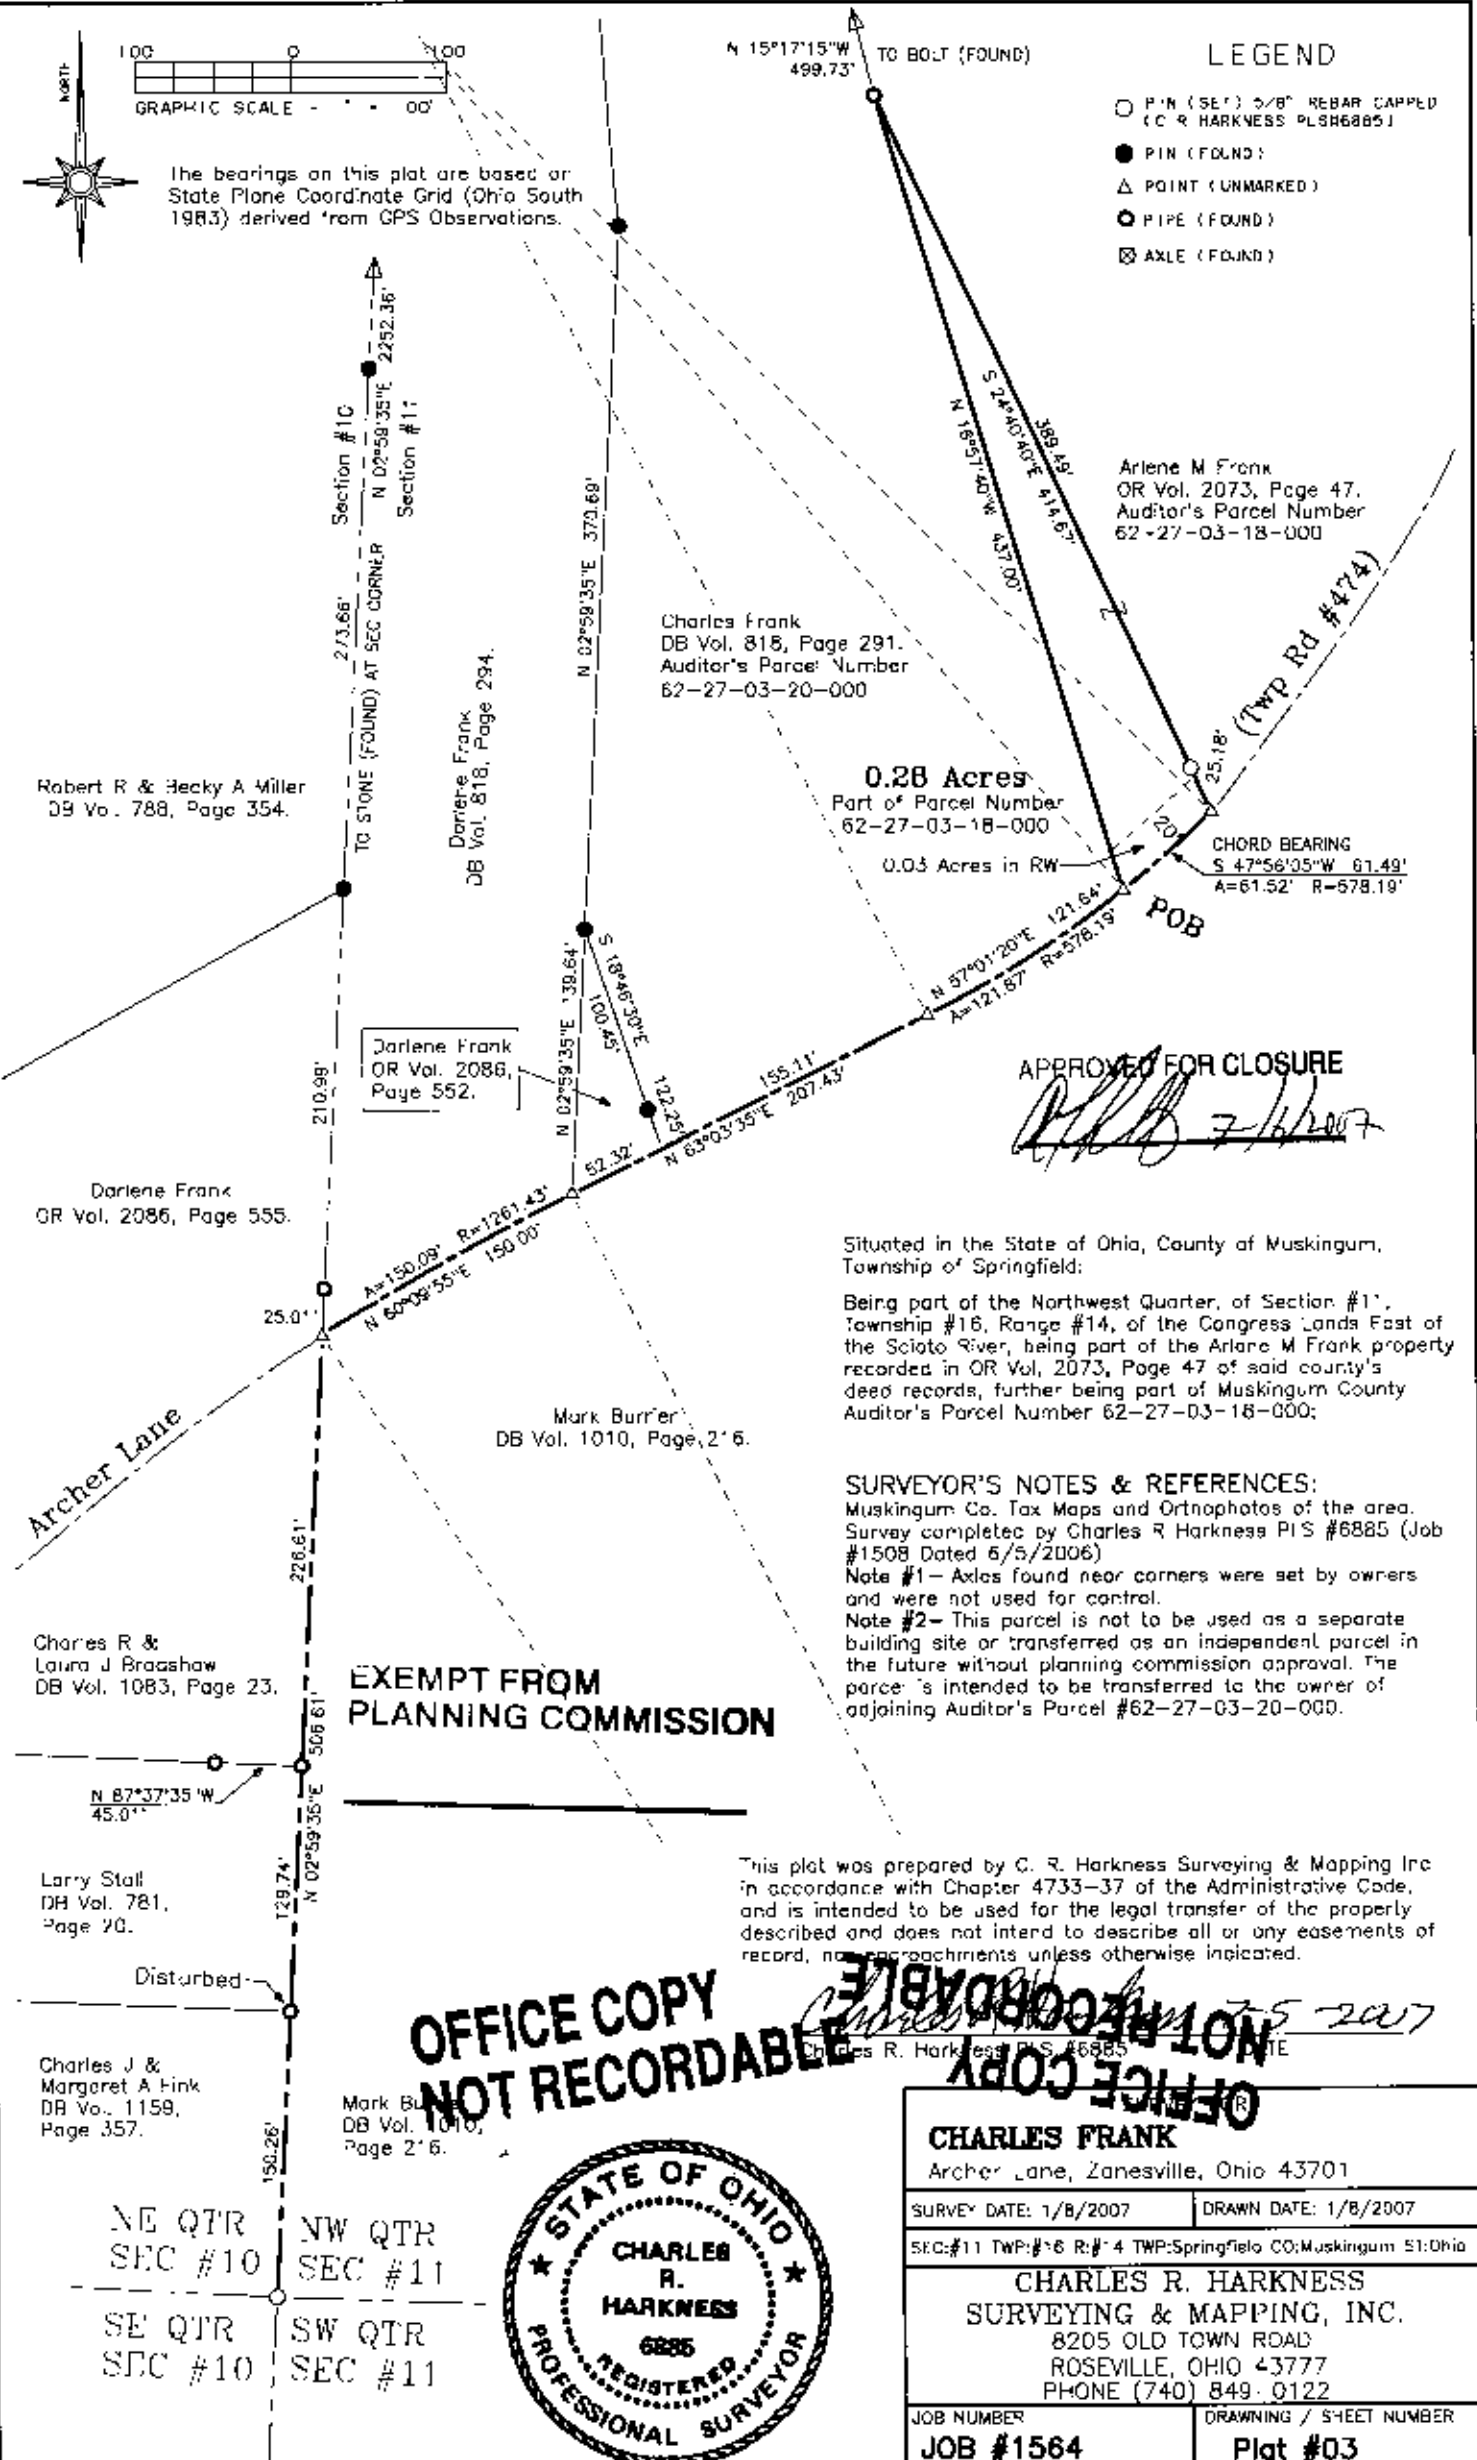 100 0 100
GRAPHIC SCALE
NORTH
The bearings on this plat are based on
State Plane Coordinate Grid (Ohio South
1983) derived from GPS Observations.
N 15°17'15"W
499.73'
TO BOLT (FOUND)
LEGEND
PIN (SET) 5/8" REBAR CAPPED
(C R HARKNESS PLS#6885)
PIN (FOUND)
POINT (UNMARKED)
PIPE (FOUND)
AXLE (FOUND)
Section #10
N 02°59'35"E 2252.36'
Section #11
273.66'
TO STONE (FOUND) AT SEC CORNER
N 02°59'35"E 370.69'
N 16°57'40"W 437.00'
389.49'
S 24°40'40"E 414.67'
Arlene M Frank
OR Vol. 2073, Page 47.
Auditor's Parcel Number
62-27-03-18-000
(Twp Rd #474)
Charles Frank
DB Vol. 818, Page 291.
Auditor's Parcel Number
62-27-03-20-000
Darlene Frank
DB Vol. 818, Page 294.
Robert R & Becky A Miller
DB Vol. 788, Page 354.
0.28 Acres
Part of Parcel Number
62-27-03-18-000
0.03 Acres in RW
25.18'
20'
CHORD BEARING
S 47°56'05"W 61.49'
A=61.52' R=578.19'
POB
N 57°01'20"E 121.64'
A=121.87' R=578.19'
N 02°59'35"E 139.64'
S 18°46'30"E
100.45'
122.25'
Darlene Frank
OR Vol. 2086,
Page 552.
155.11'
N 63°03'35"E 207.43'
52.32'
210.99'
APPROVED FOR CLOSURE
Darlene Frank
OR Vol. 2086, Page 555.
A=150.09' R=1261.43'
N 60°09'55"E 150.00'
25.01'
Archer Lane
Situated in the State of Ohio, County of Muskingum,
Township of Springfield:
Being part of the Northwest Quarter, of Section #11,
Township #16, Range #14, of the Congress Lands East of
the Scioto River, being part of the Arlene M Frank property
recorded in OR Vol, 2073, Page 47 of said county's
deed records, further being part of Muskingum County
Auditor's Parcel Number 62-27-03-18-000;
Mark Burrier
DB Vol. 1010, Page 216.
SURVEYOR'S NOTES & REFERENCES:
Muskingum Co. Tax Maps and Orthophotos of the area.
Survey completed by Charles R Harkness PLS #6885 (Job
#1508 Dated 6/5/2006)
Note #1- Axles found near corners were set by owners
and were not used for control.
Note #2- This parcel is not to be used as a separate
building site or transferred as an independent parcel in
the future without planning commission approval. The
parcel is intended to be transferred to the owner of
adjoining Auditor's Parcel #62-27-03-20-000.
226.61'
Charles R &
Laura J Bradshaw
DB Vol. 1083, Page 23.
EXEMPT FROM
PLANNING COMMISSION
506.61'
N 02°59'35"E
N 87°37'35"W
45.01'
129.74'
Larry Stall
DB Vol. 781,
Page 20.
Disturbed
This plat was prepared by C. R. Harkness Surveying & Mapping Inc
in accordance with Chapter 4733-37 of the Administrative Code,
and is intended to be used for the legal transfer of the property
described and does not intend to describe all or any easements of
record, nor encroachments unless otherwise indicated.
OFFICE COPY
NOT RECORDABLE
OFFICE COPY
NOT RECORDABLE
Charles R. Harkness PLS #6885
Charles J &
Margaret A Fink
DB Vol. 1159,
Page 357.
150.26'
Mark Bu
DB Vol. 1010,
Page 216.
NE QTR
SEC #10
NW QTR
SEC #11
SE QTR
SEC #10
SW QTR
SEC #11
STATE OF OHIO
CHARLES
R.
HARKNESS
6885
REGISTERED
PROFESSIONAL SURVEYOR
CHARLES FRANK
Archer Lane, Zanesville, Ohio 43701
SURVEY DATE: 1/8/2007
DRAWN DATE: 1/8/2007
SEC:#11 TWP:#16 R:#14 TWP:Springfield CO:Muskingum ST:Ohio
CHARLES R. HARKNESS
SURVEYING & MAPPING, INC.
8205 OLD TOWN ROAD
ROSEVILLE, OHIO 43777
PHONE (740) 849-0122
JOB NUMBER
JOB #1564
DRAWING / SHEET NUMBER
Plat #03